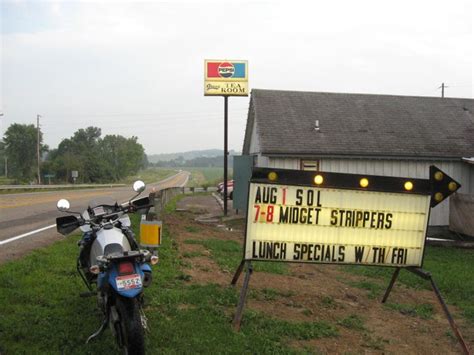 PEPSI
TEA
ROOM
AUG 1 SOL
7-8 MIDGET STRIPPERS
LUNCH SPECIALS W/TH/FRI